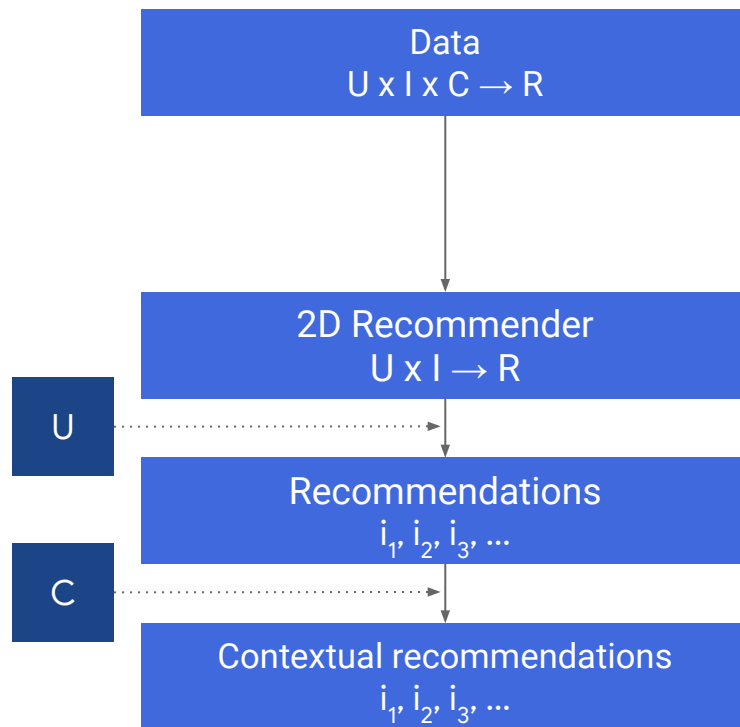 Data
U x I x C → R
2D Recommender
U x I → R
U
Recommendations
i₁, i₂, i₃, ...
C
Contextual recommendations
i₁, i₂, i₃, ...